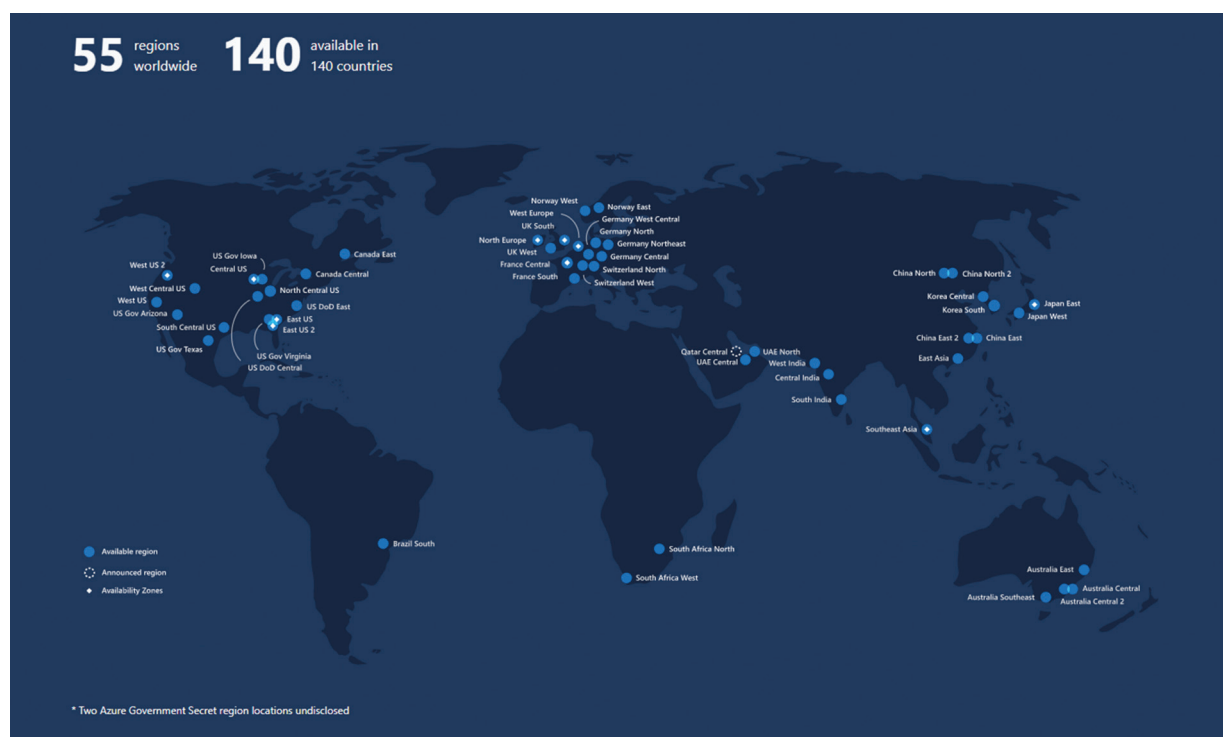 55 regions worldwide
140 available in 140 countries
Norway West
Norway East
West Europe
Germany West Central
UK South
Germany North
North Europe
Germany Northeast
UK West
Germany Central
France Central
Switzerland North
France South
Switzerland West
US Gov Iowa
Canada East
West US 2
Central US
Canada Central
West Central US
North Central US
West US
US DoD East
US Gov Arizona
East US
South Central US
East US 2
US Gov Texas
US Gov Virginia
US DoD Central
China North
China North 2
Korea Central
Japan East
Korea South
Japan West
China East 2
China East
East Asia
Qatar Central
UAE North
UAE Central
West India
Central India
South India
Southeast Asia
Brazil South
South Africa North
South Africa West
Australia East
Australia Central
Australia Southeast
Australia Central 2
Available region
Announced region
Availability Zones
* Two Azure Government Secret region locations undisclosed